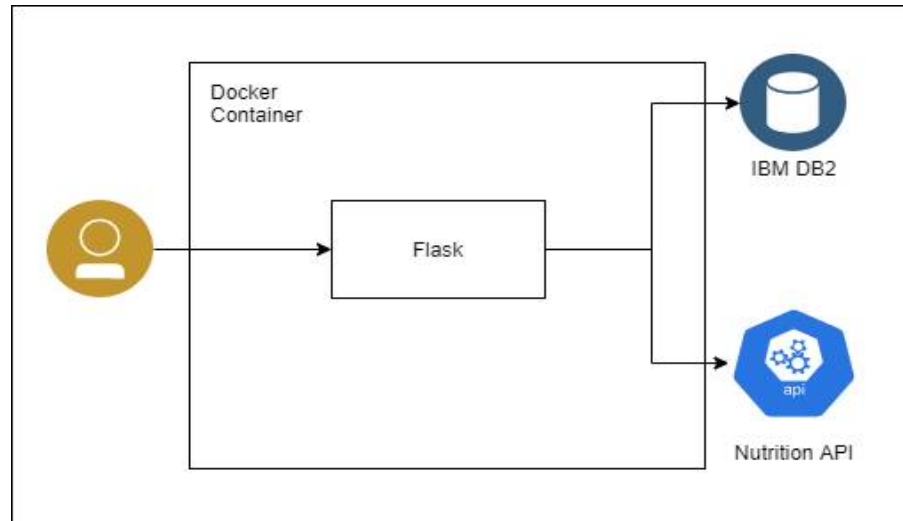 Docker
Container
IBM DB2
Flask
api
Nutrition API